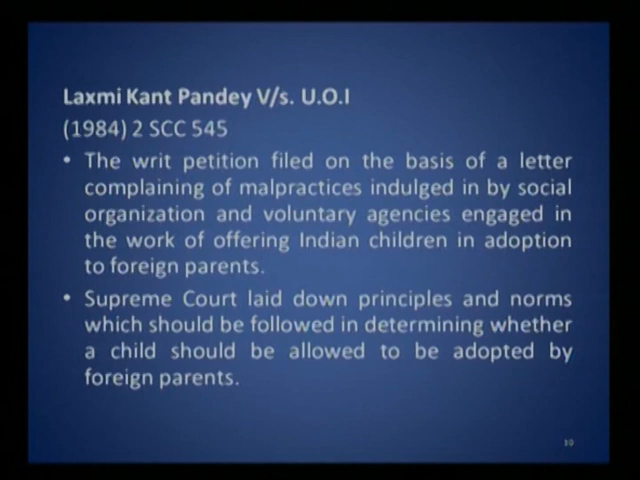 Laxmi Kant Pandey V/s. U.O.I
(1984) 2 SCC 545
• The writ petition filed on the basis of a letter
complaining of malpractices indulged in by social
organization and voluntary agencies engaged in
the work of offering Indian children in adoption
to foreign parents.
• Supreme Court laid down principles and norms
which should be followed in determining whether
a child should be allowed to be adopted by
foreign parents.